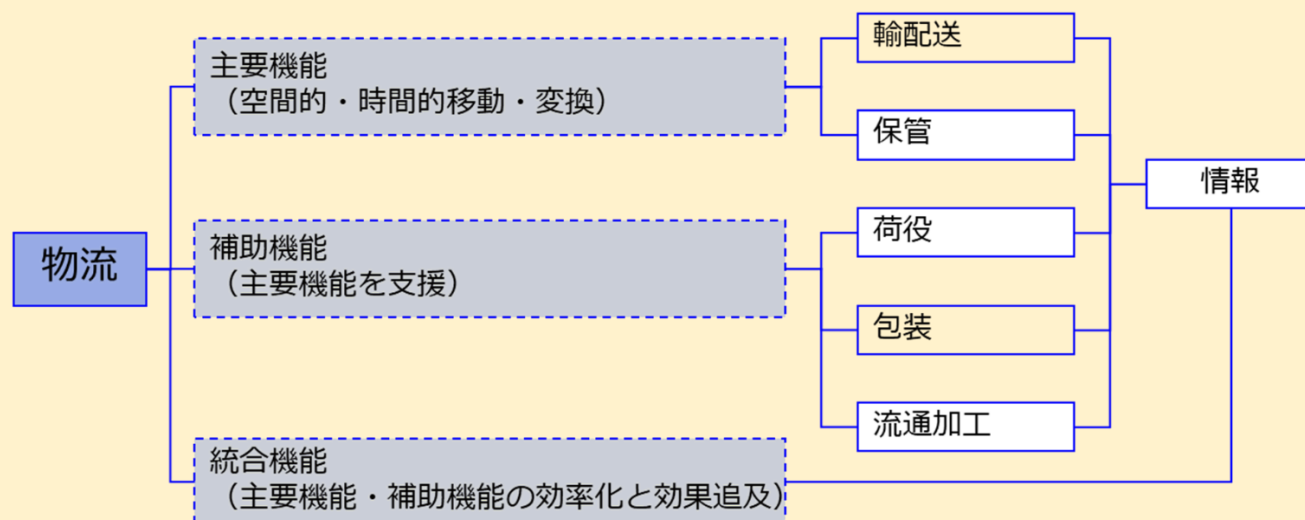 物流
主要機能
（空間的・時間的移動・変換）
補助機能
（主要機能を支援）
統合機能
（主要機能・補助機能の効率化と効果追及）
輸配送
保管
荷役
包装
流通加工
情報